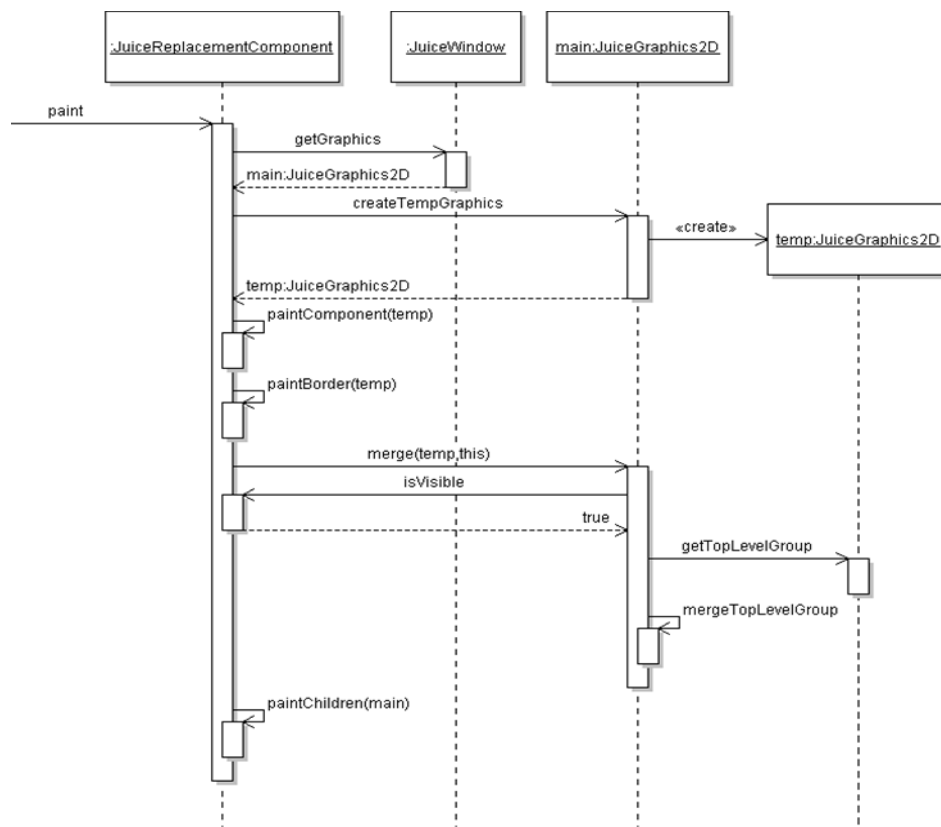 :JuiceReplacementComponent
:JuiceWindow
main:JuiceGraphics2D
paint
getGraphics
main:JuiceGraphics2D
createTempGraphics
«create»
temp:JuiceGraphics2D
temp:JuiceGraphics2D
paintComponent(temp)
paintBorder(temp)
merge(temp,this)
isVisible
true
getTopLevelGroup
mergeTopLevelGroup
paintChildren(main)